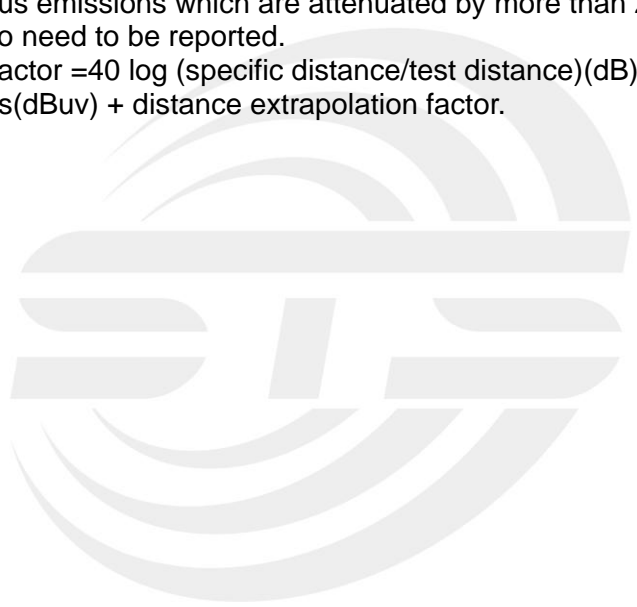 us emissions which are attenuated by more than
o need to be reported.
actor =40 log (specific distance/test distance)(dB)
s(dBuv) + distance extrapolation factor.
STS